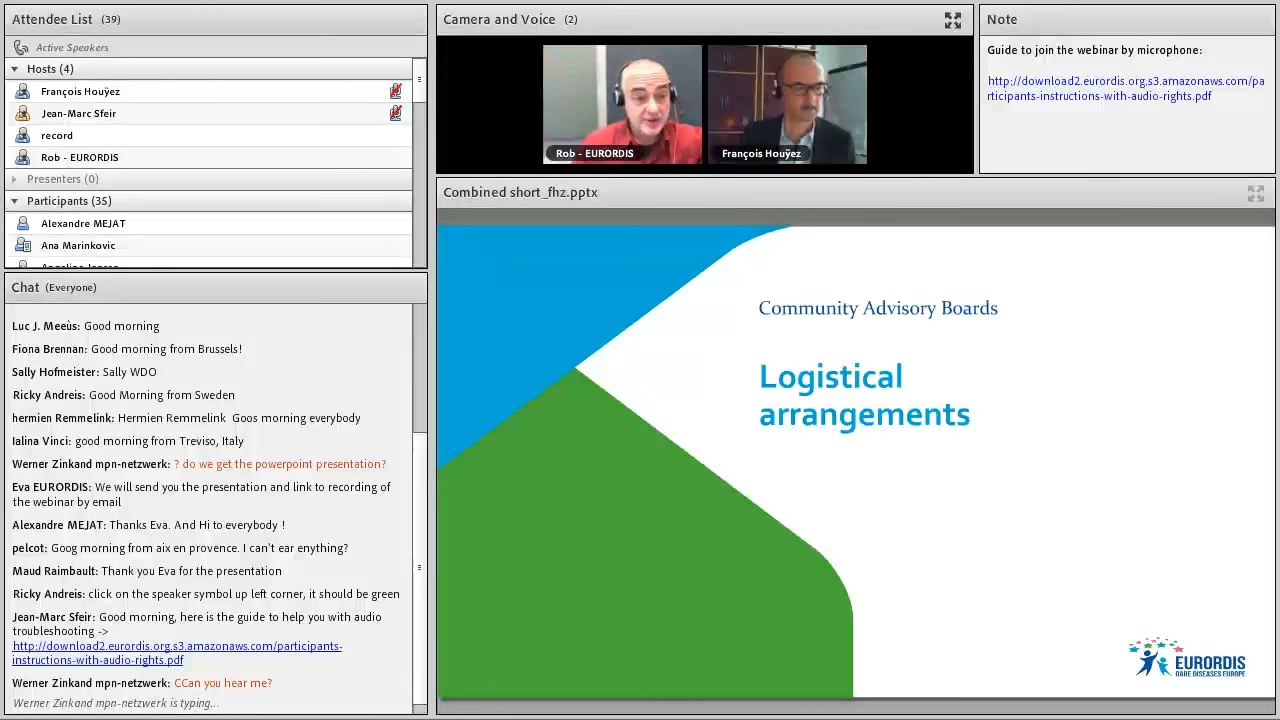 Attendee List (39)
Active Speakers
Hosts (4)
François Houÿez
Jean-Marc Sfeir
record
Rob - EURORDIS
Presenters (0)
Participants (35)
Alexandre MEJAT
Ana Marinkovic
Chat (Everyone)
Luc J. Meeùs: Good morning
Fiona Brennan: Good morning from Brussels!
Sally Hofmeister: Sally WDO
Ricky Andreis: Good Morning from Sweden
hermien Remmelink: Hermien Remmelink Gros morning everybody
Ialina Vinci: good morning from Treviso, Italy
Werner Zinkand mpn-netzwerk: ? do we get the powerpoint presentation?
Eva EURORDIS: We will send you the presentation and link to recording of
the webinar by email
Alexandre MEJAT: Thanks Eva. And Hi to everybody !
pelcot: Goog morning from aix en provence. I can't ear enything?
Maud Raimbault: Thank you Eva for the presentation
Ricky Andreis: click on the speaker symbol up left corner, it should be green
Jean-Marc Sfeir: Good morning, here is the guide to help you with audio
troubleshooting ->
http://download2.eurordis.org.s3.amazonaws.com/participants-
instructions-with-audio-rights.pdf
Werner Zinkand mpn-netzwerk: CCan you hear me?
Werner Zinkand mpn-netzwerk is typing...
Camera and Voice (2)
Rob - EURORDIS
François Houÿez
Note
Guide to join the webinar by microphone:
http://download2.eurordis.org.s3.amazonaws.com/pa
rticipants-instructions-with-audio-rights.pdf
Combined short_fhz.pptx
Community Advisory Boards
Logistical
arrangements
EURORDIS
RARE DISEASES EUROPE